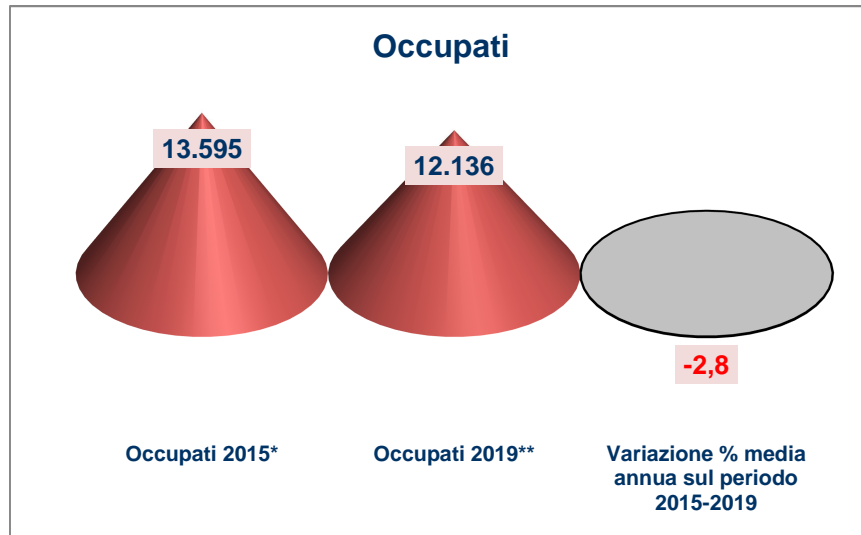 Occupati
13.595
12.136
-2,8
Occupati 2015*
Occupati 2019**
Variazione % media
annua sul periodo
2015-2019